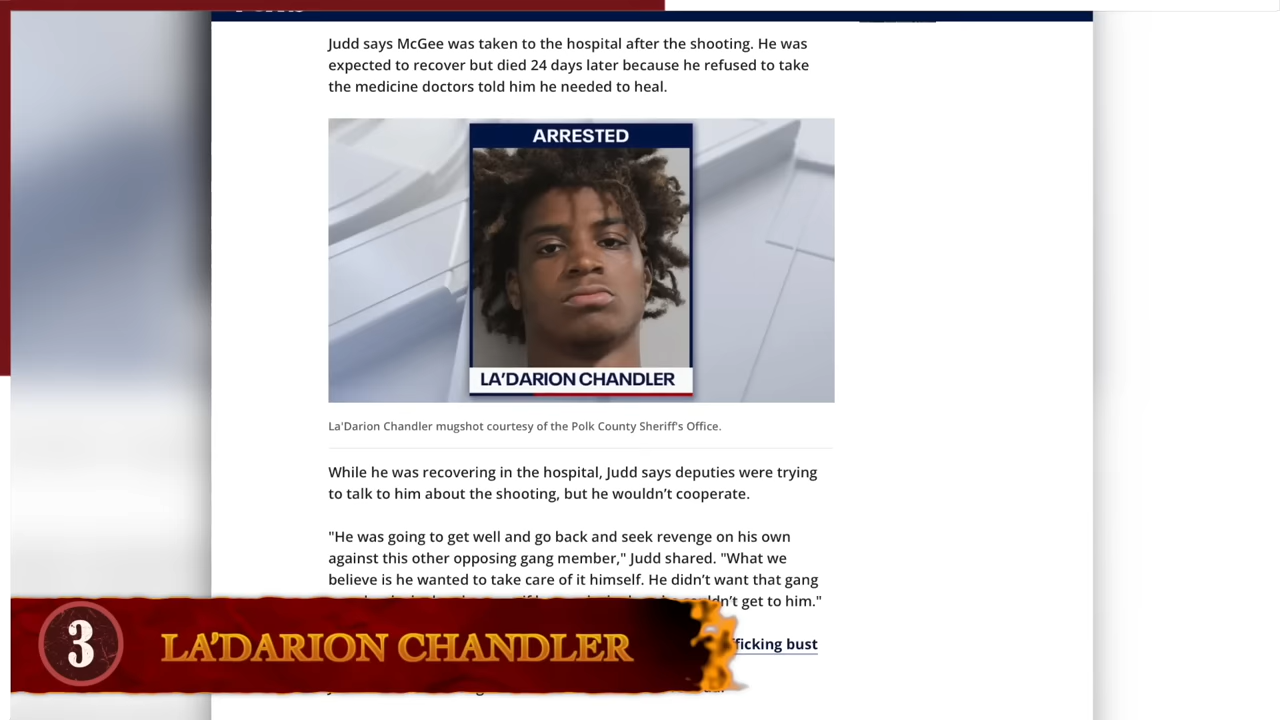 Judd says McGee was taken to the hospital after the shooting. He was
expected to recover but died 24 days later because he refused to take
the medicine doctors told him he needed to heal.
ARRESTED
LA'DARION CHANDLER
La'Darion Chandler mugshot courtesy of the Polk County Sheriff's Office.
While he was recovering in the hospital, Judd says deputies were trying
to talk to him about the shooting, but he wouldn't cooperate.
"He was going to get well and go back and seek revenge on his own
against this other opposing gang member," Judd shared. "What we
believe is he wanted to take care of it himself. He didn't want that gang
get to him."
bust
3 LA'DARION CHANDLER